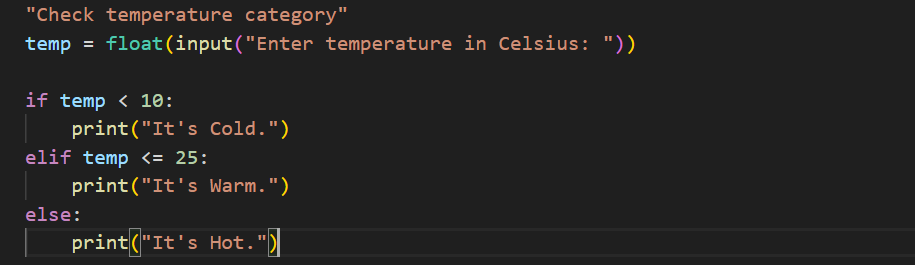 "Check temperature category"
temp = float(input("Enter temperature in Celsius: "))
if temp < 10:
    print("It's Cold.")
elif temp <= 25:
    print("It's Warm.")
else:
    print("It's Hot.")